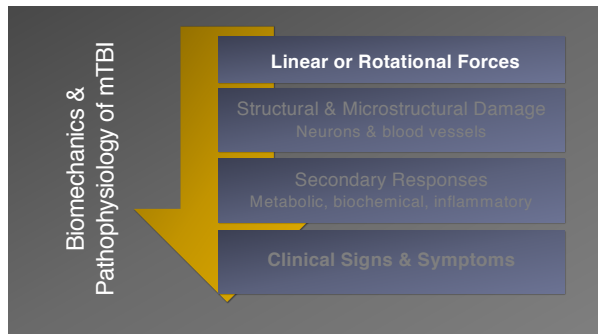 Biomechanics &
Pathophysiology of mTBI
Linear or Rotational Forces
Structural & Microstructural Damage
Neurons & blood vessels
Secondary Responses
Metabolic, biochemical, inflammatory
Clinical Signs & Symptoms